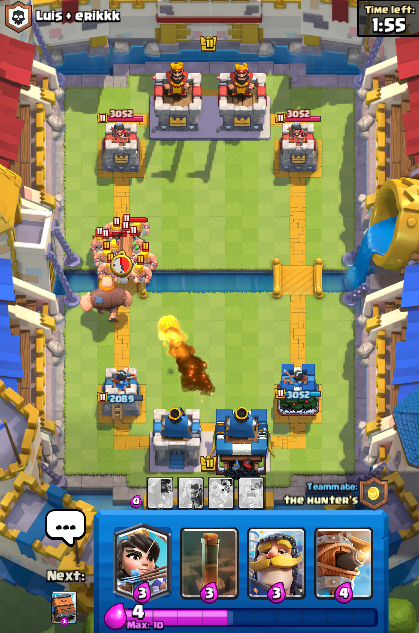 Luis + erikkk
Time left:
1:55
3052
3052
2089
3052
Teammate:
THE HUNTER'S
0
...
3
3
3
4
Next:
4
Max: 10